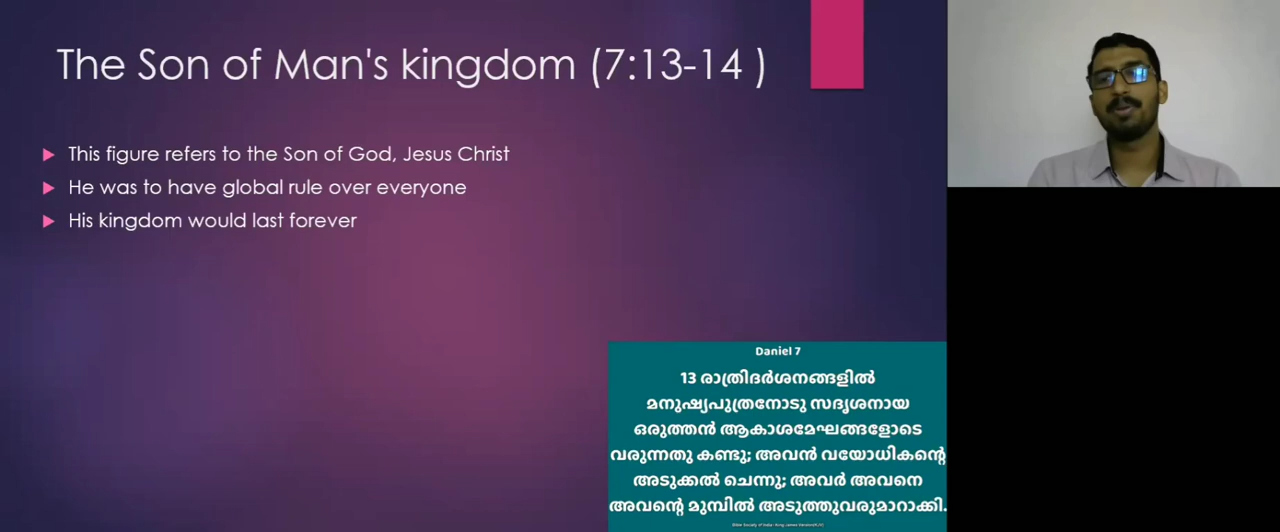 The Son of Man's kingdom (7:13-14 )
This figure refers to the Son of God, Jesus Christ
He was to have global rule over everyone
His kingdom would last forever
Daniel 7
13 രാത്രിദർശനങ്ങളിൽ
മനുഷ്യപുത്രനോടു സദൃശനായ
ഒരുത്തൻ ആകാശമേഘങ്ങളോടെ
വരുന്നതു കണ്ടു; അവൻ വയോധികന്റെ
അടുക്കൽ ചെന്നു; അവർ അവനെ
അവന്റെ മുമ്പിൽ അടുത്തുവരുമാറാക്കി.